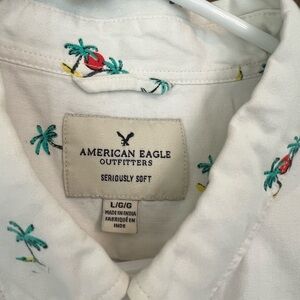 AMERICAN EAGLE
OUTFITTERS
SERIOUSLY SOFT
L/G/G
MADE IN INDIA
FABRIQUÉ EN
INDE